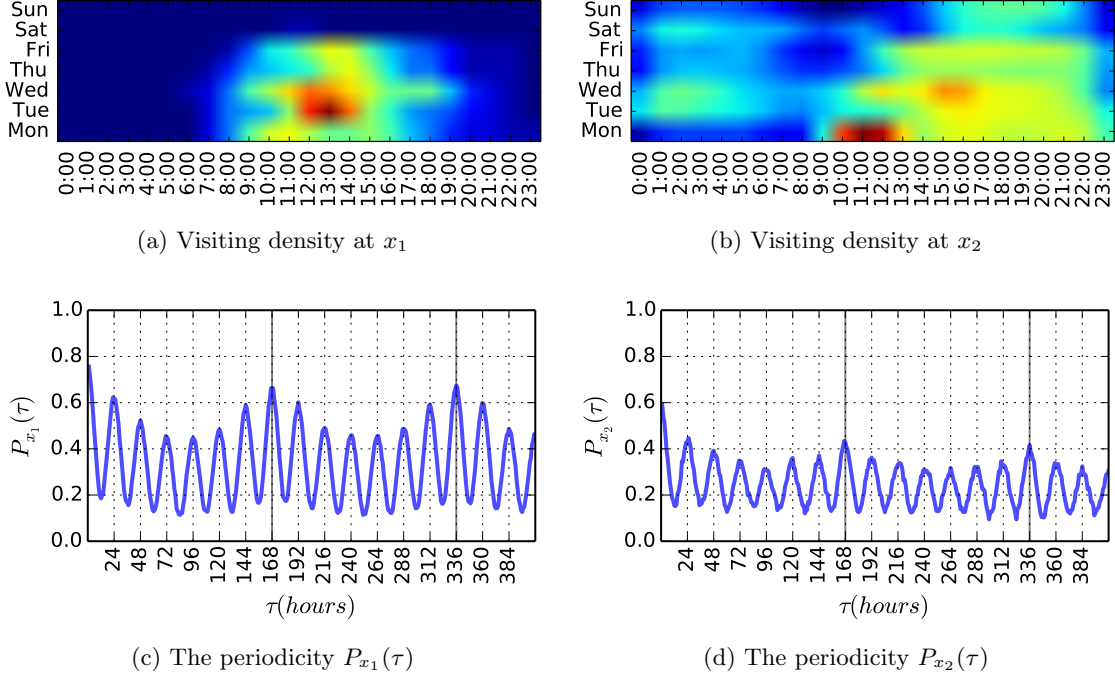 Sun
Sat
Fri
Thu
Wed
Tue
Mon
0:00 1:00 2:00 3:00 4:00 5:00 6:00 7:00 8:00 9:00 10:00 11:00 12:00 13:00 14:00 15:00 16:00 17:00 18:00 19:00 20:00 21:00 22:00 23:00
(a) Visiting density at x₁
Sun
Sat
Fri
Thu
Wed
Tue
Mon
0:00 1:00 2:00 3:00 4:00 5:00 6:00 7:00 8:00 9:00 10:00 11:00 12:00 13:00 14:00 15:00 16:00 17:00 18:00 19:00 20:00 21:00 22:00 23:00
(b) Visiting density at x₂
1.0
0.8
0.6
0.4
0.2
0.0
P_{x₁}(τ)
24 48 72 96 120 144 168 192 216 240 264 288 312 336 360 384
τ(hours)
(c) The periodicity P_{x₁}(τ)
1.0
0.8
0.6
0.4
0.2
0.0
P_{x₂}(τ)
24 48 72 96 120 144 168 192 216 240 264 288 312 336 360 384
τ(hours)
(d) The periodicity P_{x₂}(τ)